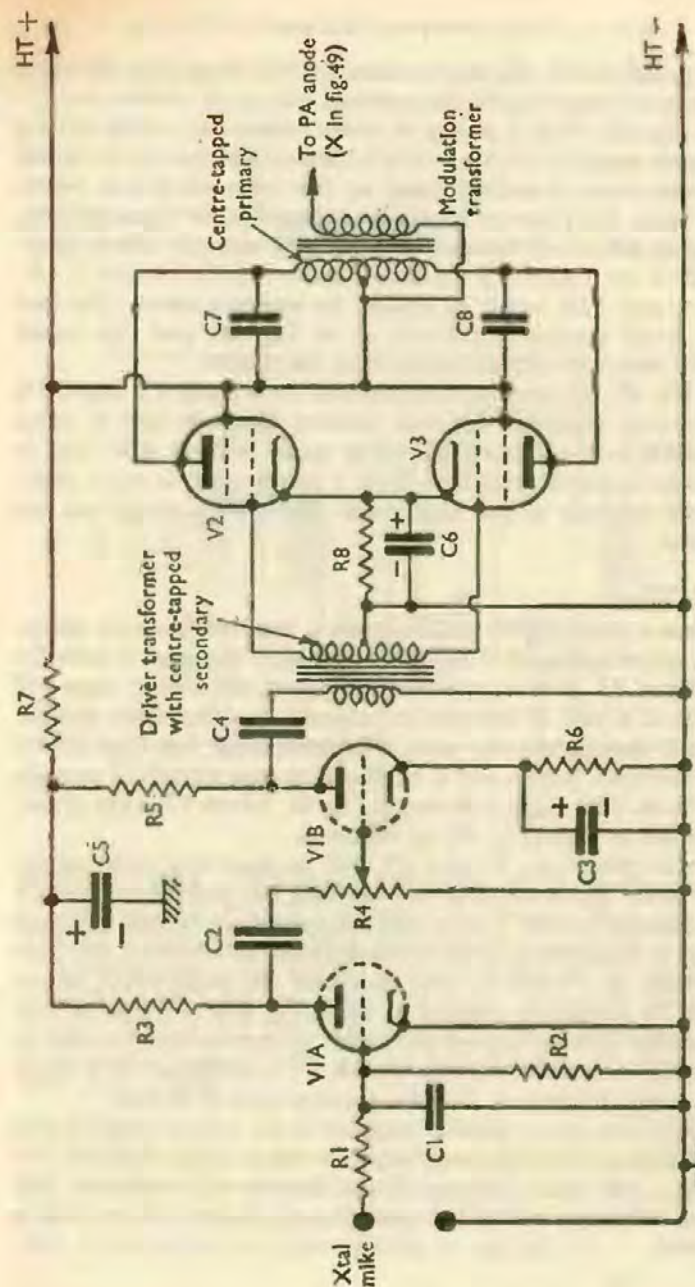 HT+
R7
C5
+
−
R5
R3
C4
C2
Driver transformer
with centre-tapped
secondary
V2
C7
Centre-tapped
primary
To PA anode
(X in fig.49)
Modulation
transformer
V1A
V1B
R4
R8
−
+
C6
V3
C8
Xtal
mike
R1
C1
R2
+
−
C3
R6
HT −